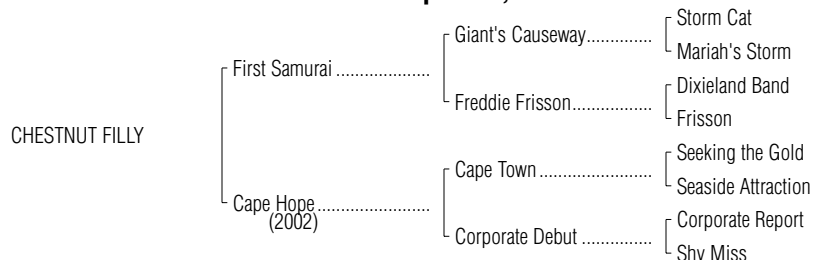 Storm Cat
Giant's Causeway
Mariah's Storm
First Samurai
Dixieland Band
Freddie Frisson
Frisson
CHESTNUT FILLY
Seeking the Gold
Cape Town
Seaside Attraction
Cape Hope
(2002)
Corporate Report
Corporate Debut
Shy Miss